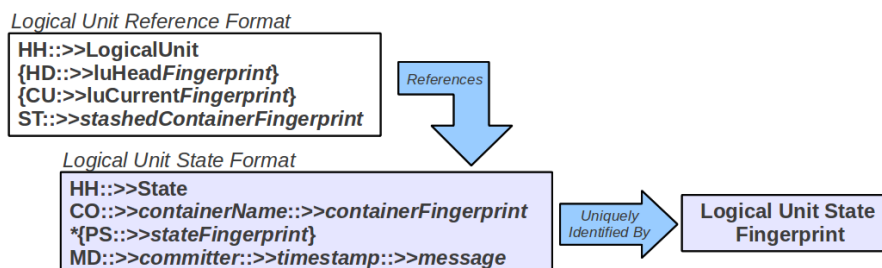 Logical Unit Reference Format
HH::>>LogicalUnit
{HD::>>luHeadFingerprint}
{CU:>>luCurrentFingerprint}
ST::>>stashedContainerFingerprint
References
Logical Unit State Format
HH::>>State
CO::>>containerName::>>containerFingerprint
*{PS::>>stateFingerprint}
MD::>>committer::>>timestamp::>>message
Uniquely
Identified By
Logical Unit State
Fingerprint